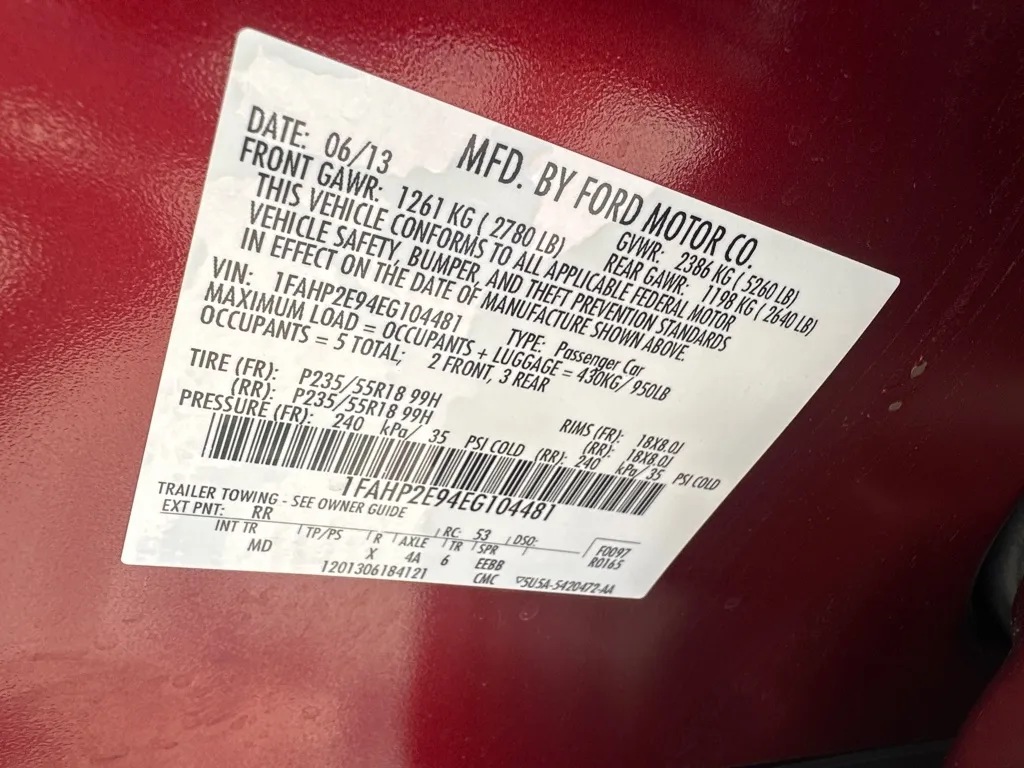 MFD. BY FORD MOTOR CO.
DATE: 06/13 GVWR: 2386 KG ( 5260 LB)
FRONT GAWR: 1261 KG ( 2780 LB) REAR GAWR: 1198 KG ( 2640 LB)
THIS VEHICLE CONFORMS TO ALL APPLICABLE FEDERAL MOTOR
VEHICLE SAFETY, BUMPER, AND THEFT PREVENTION STANDARDS
IN EFFECT ON THE DATE OF MANUFACTURE SHOWN ABOVE.
VIN: 1FAHP2E94EG104481 TYPE: Passenger Car
MAXIMUM LOAD = OCCUPANTS + LUGGAGE = 430KG/ 950LB
OCCUPANTS = 5 TOTAL; 2 FRONT, 3 REAR
TIRE (FR): P235/55R18 99H RIMS (FR): 18X8.0J
(RR): P235/55R18 99H (RR): 18X8.0J
PRESSURE (FR): 240 kPa/ 35 PSI COLD (RR): 240 kPa/ 35 PSI COLD
1FAHP2E94EG104481
TRAILER TOWING - SEE OWNER GUIDE
EXT PNT: RR RC: 53 DSO:
INT TR TP/PS R AXLE TR SPR F0097
MD X 4A 6 EEBB R0165
1201306184121 CMC 5U5A-5420472-AA